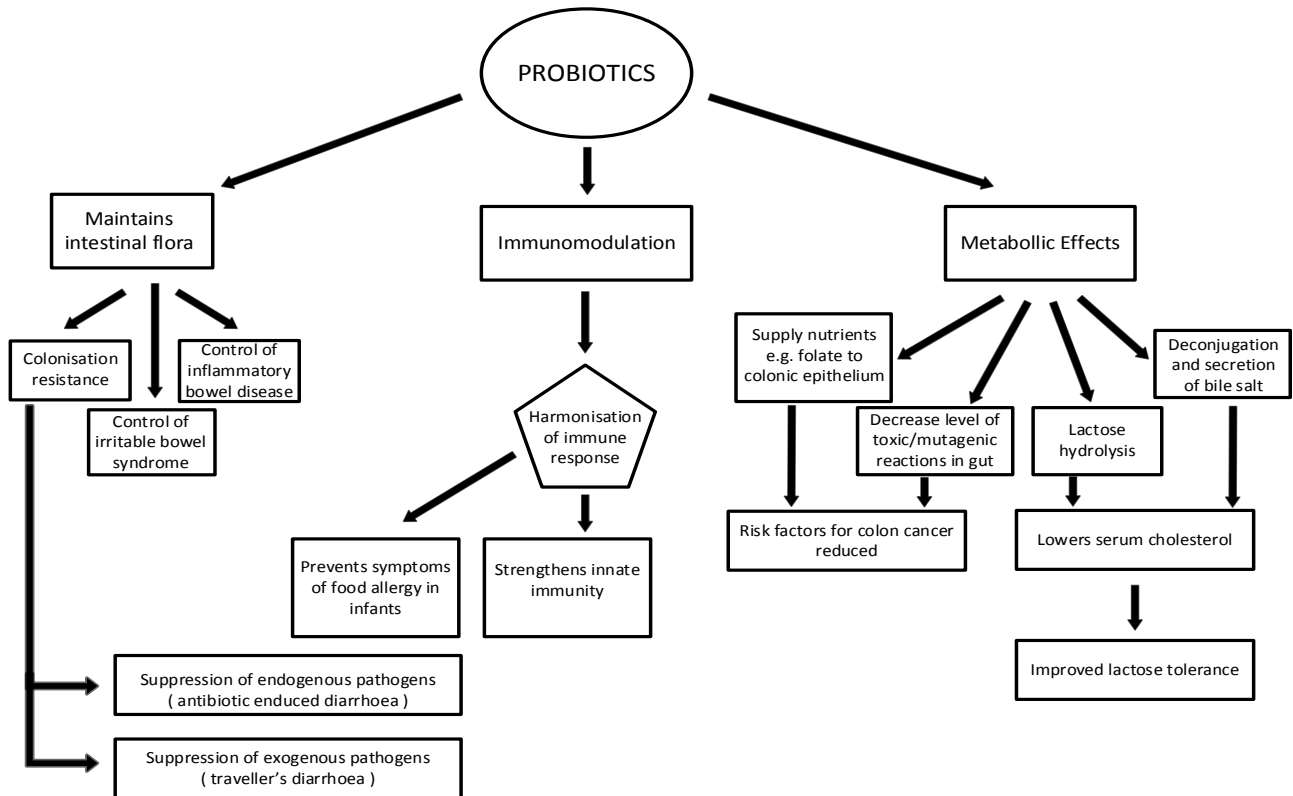 PROBIOTICS
Maintains
intestinal flora
Immunomodulation
Metabollic Effects
Colonisation
resistance
Control of
irritable bowel
syndrome
Control of
inflammatory
bowel disease
Harmonisation
of immune
response
Supply nutrients
e.g. folate to
colonic epithelium
Decrease level of
toxic/mutagenic
reactions in gut
Lactose
hydrolysis
Deconjugation
and secretion
of bile salt
Prevents symptoms
of food allergy in
infants
Strengthens innate
immunity
Risk factors for colon cancer
reduced
Lowers serum cholesterol
Improved lactose tolerance
Suppression of endogenous pathogens
( antibiotic enduced diarrhoea )
Suppression of exogenous pathogens
( traveller’s diarrhoea )